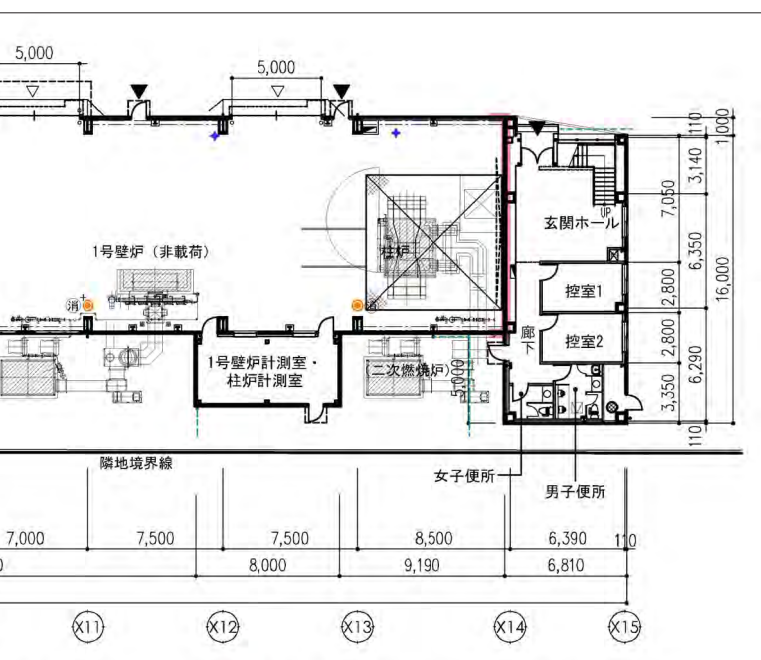 5,000
5,000
110
1,000
3,140
7,050
UP
玄関ホール
6,350
16,000
1号壁炉（非載荷）
柱炉
消
控室1
2,800
廊下
控室2
2,800
1号壁炉計測室・
柱炉計測室
（二次燃焼炉）
5,000
3,350
6,290
110
隣地境界線
女子便所
男子便所
7,000
7,500
7,500
8,500
6,390
110
0
8,000
9,190
6,810
X11
X12
X13
X14
X15